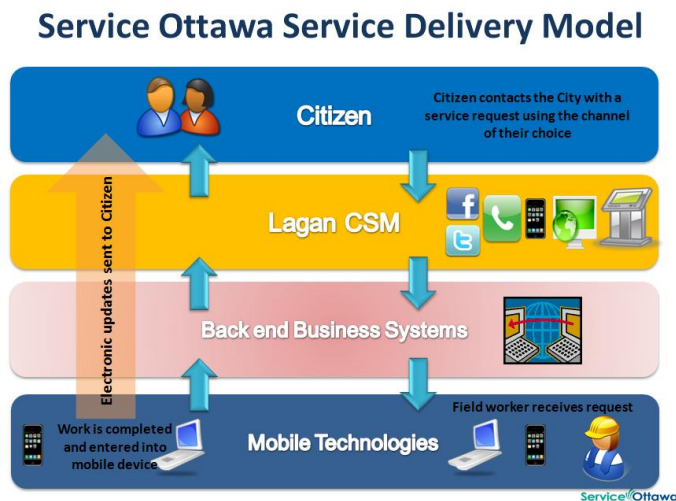 Service Ottawa Service Delivery Model
Citizen
Citizen contacts the City with a
service request using the channel
of their choice
Electronic updates sent to Citizen
Lagan CSM
Back end Business Systems
Field worker receives request
Work is completed
and entered into
mobile device
Mobile Technologies
ServiceOttawa